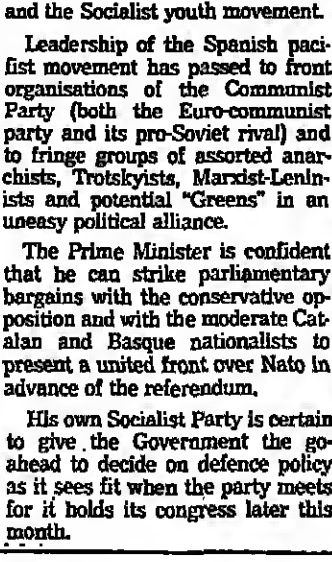 and the Socialist youth movement.
Leadership of the Spanish paci-
fist movement has passed to front
organisations of the Communist
Party (both the Euro-communist
party and its pro-Soviet rival) and
to fringe groups of assorted anar-
chists, Trotskyists, Marxist-Lenin-
ists and potential "Greens" in an
uneasy political alliance.
The Prime Minister is confident
that he can strike parliamentary
bargains with the conservative op-
position and with the moderate Cat-
alan and Basque nationalists to
present a united front over Nato in
advance of the referendum.
His own Socialist Party is certain
to give the Government the go-
ahead to decide on defence policy
as it sees fit when the party meets
for it holds its congress later this
month.